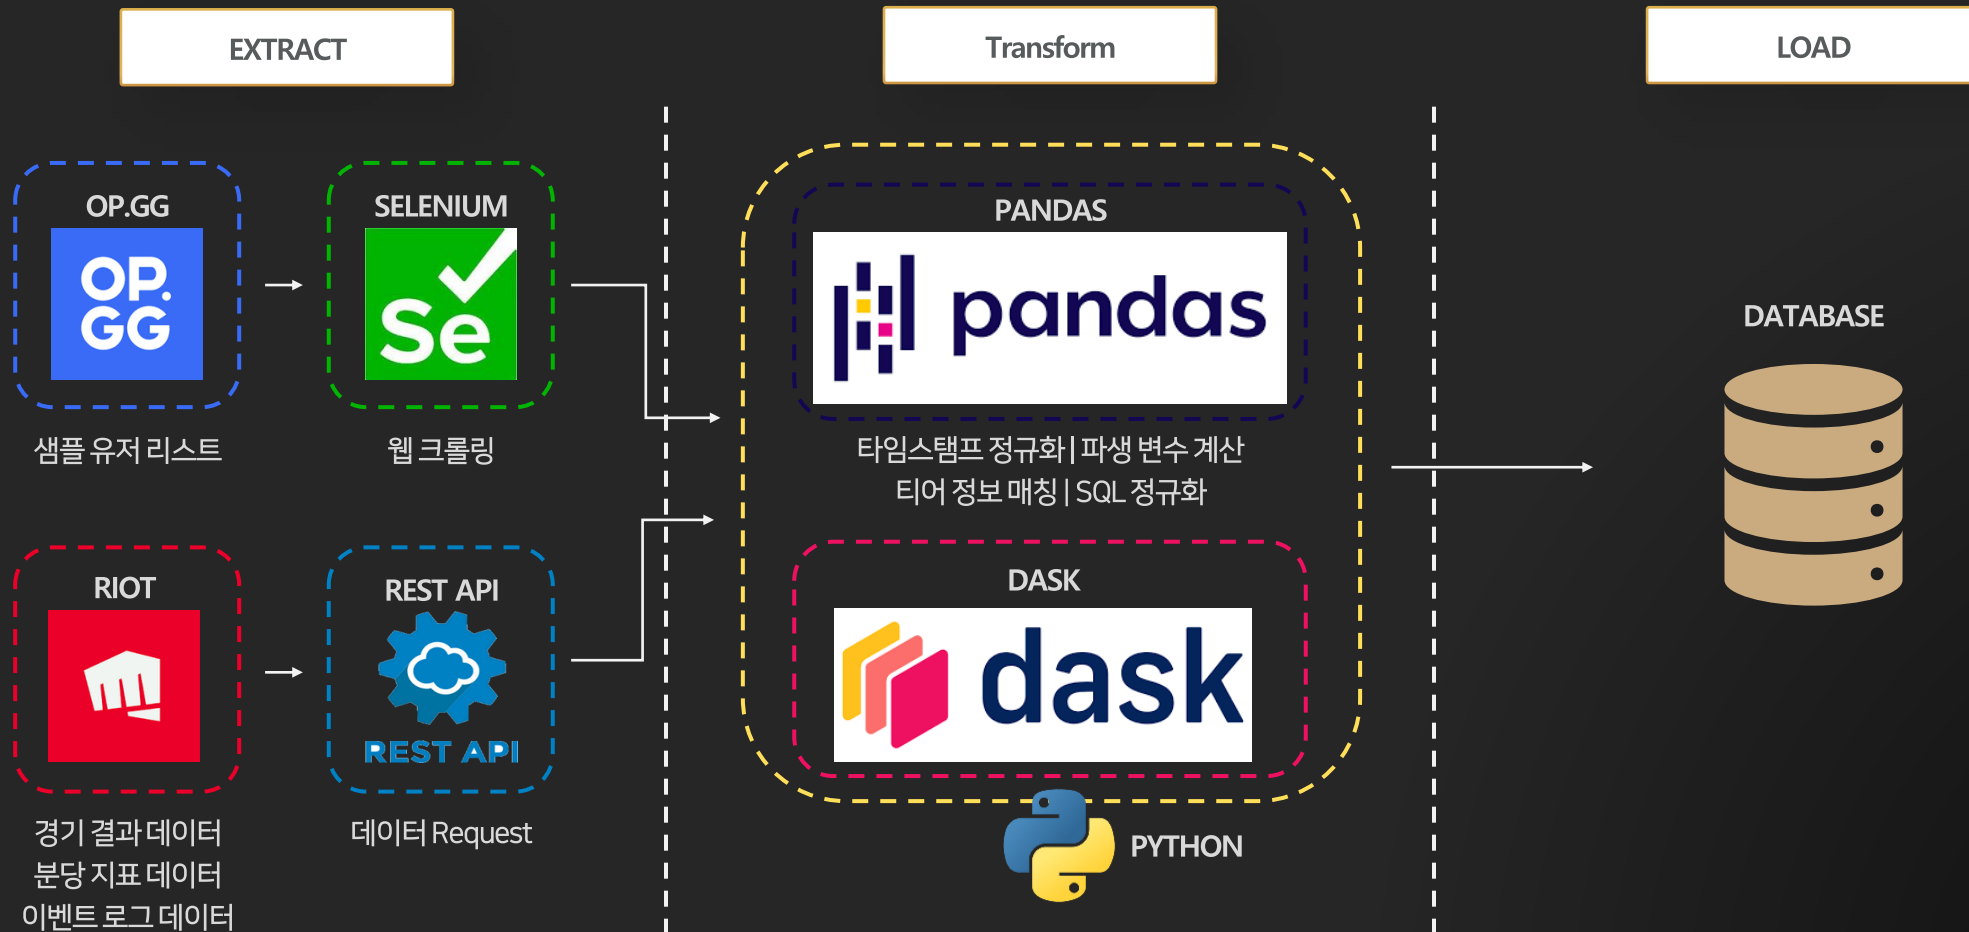 EXTRACT
Transform
LOAD
OP.GG
OP.
GG
샘플 유저 리스트
SELENIUM
Se
웹 크롤링
RIOT
경기 결과 데이터
분당 지표 데이터
이벤트 로그 데이터
REST API
REST API
데이터 Request
PANDAS
pandas
타임스탬프 정규화 | 파생 변수 계산
티어 정보 매칭 | SQL 정규화
DASK
dask
PYTHON
DATABASE